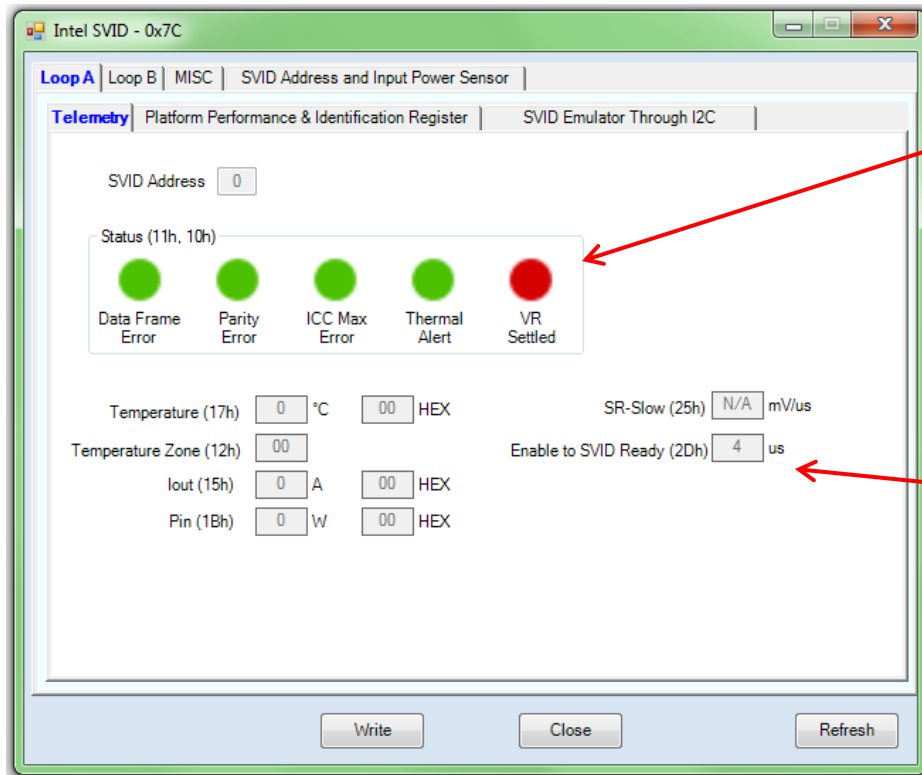 Intel SVID - 0x7C
Loop A Loop B MISC SVID Address and Input Power Sensor
Telemetry Platform Performance & Identification Register SVID Emulator Through I2C
SVID Address 0
Status (11h, 10h)
Data Frame Error
Parity Error
ICC Max Error
Thermal Alert
VR Settled
Temperature (17h) 0 °C 00 HEX
SR-Slow (25h) N/A mV/us
Temperature Zone (12h) 00
Enable to SVID Ready (2Dh) 4 us
Iout (15h) 0 A 00 HEX
Pin (1Bh) 0 W 00 HEX
Write Close Refresh